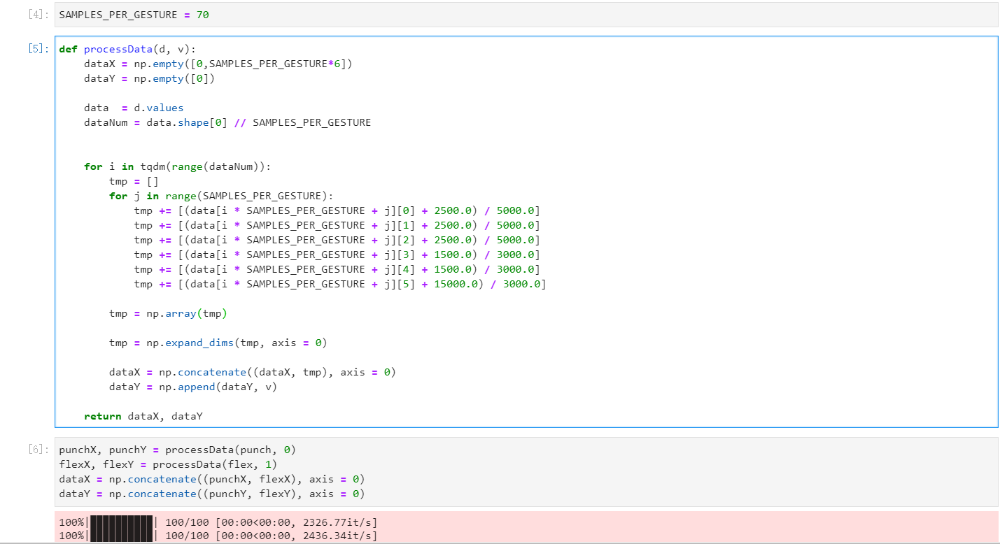 [4]: SAMPLES_PER_GESTURE = 70
[5]: def processData(d, v):
    dataX = np.empty([0,SAMPLES_PER_GESTURE*6])
    dataY = np.empty([0])
    data  = d.values
    dataNum = data.shape[0] // SAMPLES_PER_GESTURE
    for i in tqdm(range(dataNum)):
        tmp = []
        for j in range(SAMPLES_PER_GESTURE):
            tmp += [(data[i * SAMPLES_PER_GESTURE + j][0] + 2500.0) / 5000.0]
            tmp += [(data[i * SAMPLES_PER_GESTURE + j][1] + 2500.0) / 5000.0]
            tmp += [(data[i * SAMPLES_PER_GESTURE + j][2] + 2500.0) / 5000.0]
            tmp += [(data[i * SAMPLES_PER_GESTURE + j][3] + 1500.0) / 3000.0]
            tmp += [(data[i * SAMPLES_PER_GESTURE + j][4] + 1500.0) / 3000.0]
            tmp += [(data[i * SAMPLES_PER_GESTURE + j][5] + 15000.0) / 3000.0]
        tmp = np.array(tmp)
        tmp = np.expand_dims(tmp, axis = 0)
        dataX = np.concatenate((dataX, tmp), axis = 0)
        dataY = np.append(dataY, v)
    return dataX, dataY
[6]: punchX, punchY = processData(punch, 0)
flexX, flexY = processData(flex, 1)
dataX = np.concatenate((punchX, flexX), axis = 0)
dataY = np.concatenate((punchY, flexY), axis = 0)
100%|██████████| 100/100 [00:00<00:00, 2326.77it/s]
100%|██████████| 100/100 [00:00<00:00, 2436.34it/s]